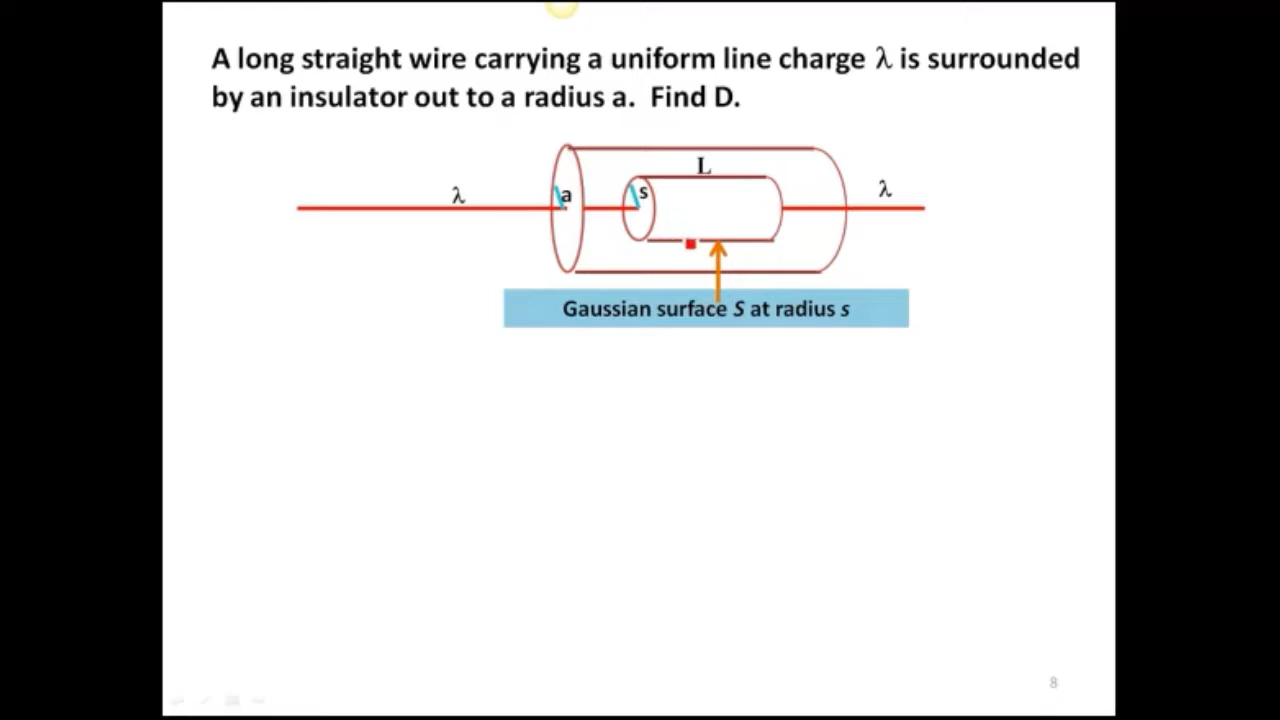 A long straight wire carrying a uniform line charge λ is surrounded
by an insulator out to a radius a.  Find D.
L
λ
a
s
λ
Gaussian surface S at radius s
8